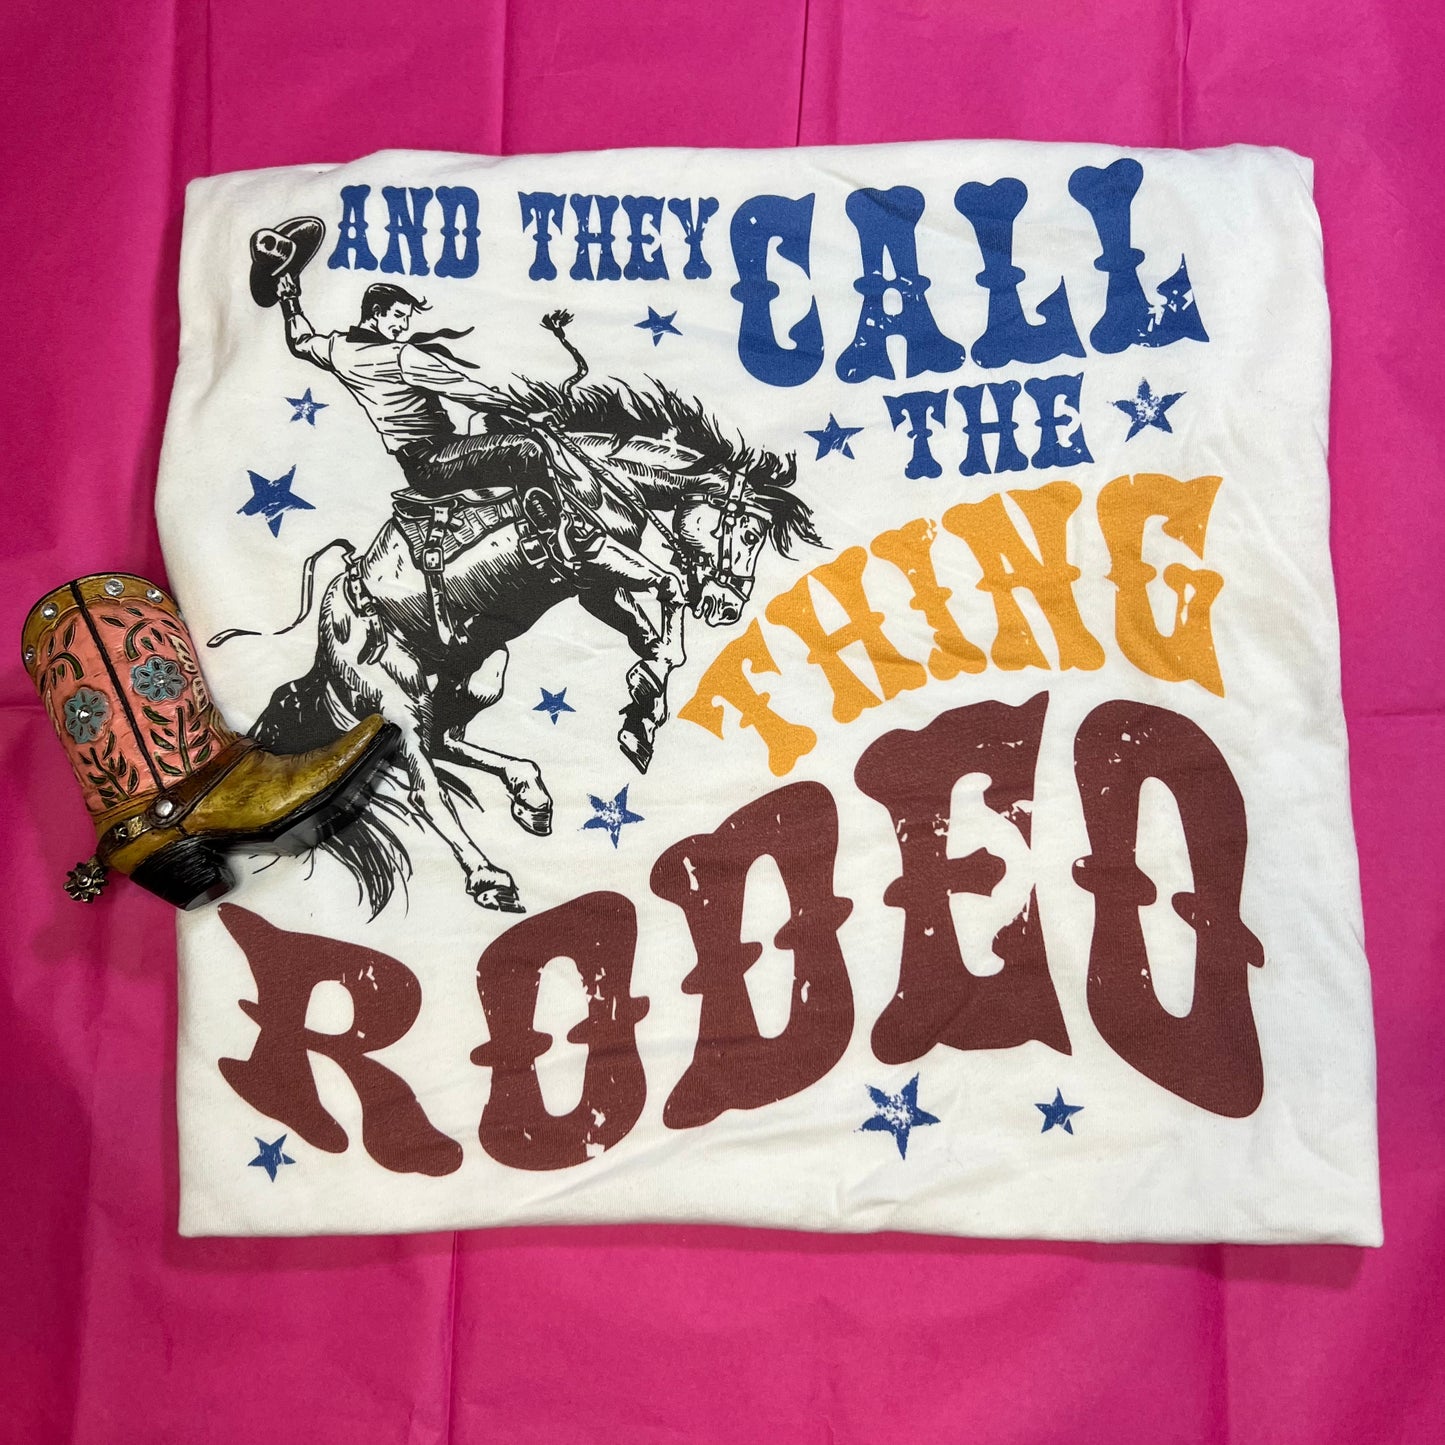 AND THEY CALL
THE
THING
RODEO